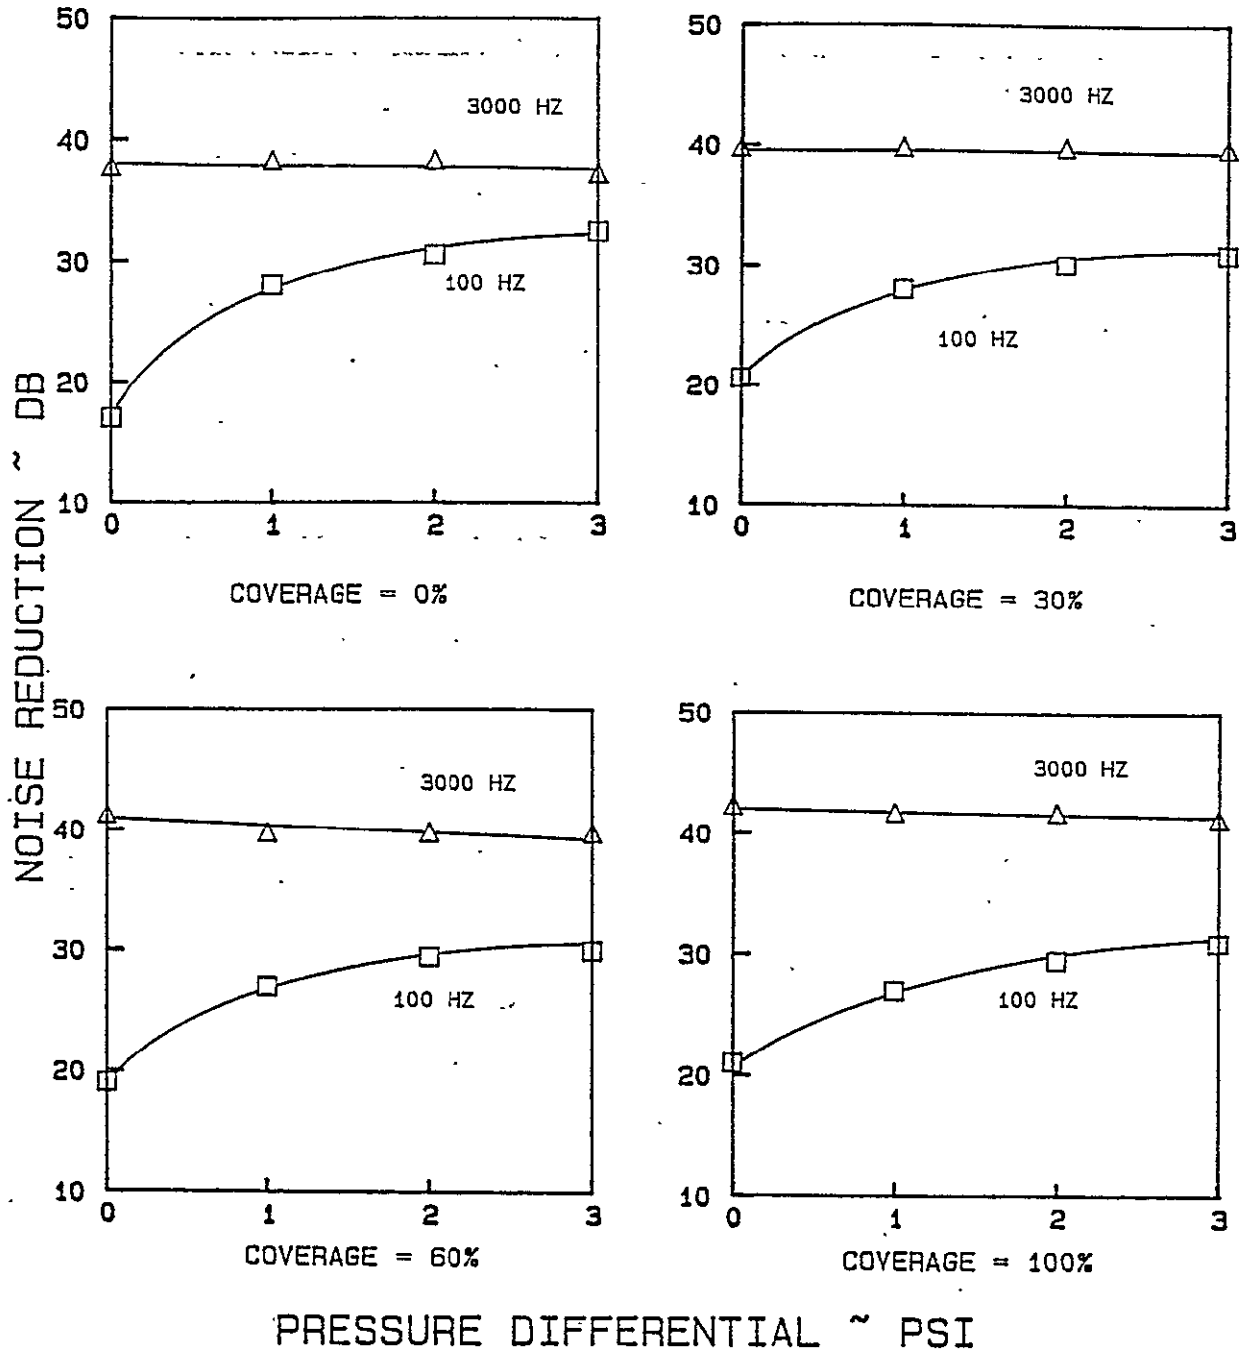 NOISE REDUCTION ~ DB
50
40
30
20
10
3000 HZ
100 HZ
0 1 2 3
COVERAGE = 0%
50
40
30
20
10
3000 HZ
100 HZ
0 1 2 3
COVERAGE = 30%
50
40
30
20
10
3000 HZ
100 HZ
0 1 2 3
COVERAGE = 60%
50
40
30
20
10
3000 HZ
100 HZ
0 1 2 3
COVERAGE = 100%
PRESSURE DIFFERENTIAL ~ PSI